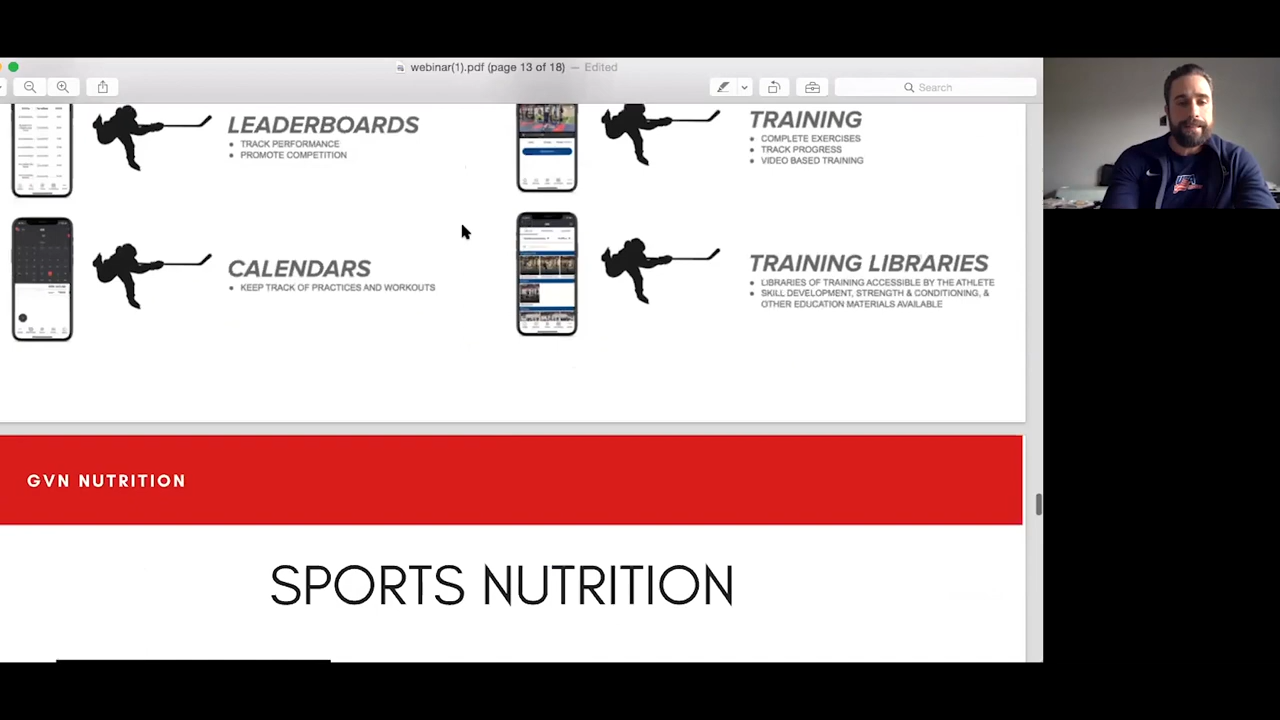 webinar(1).pdf (page 13 of 18) — Edited
Search
LEADERBOARDS
• TRACK PERFORMANCE
• PROMOTE COMPETITION
TRAINING
• COMPLETE EXERCISES
• TRACK PROGRESS
• VIDEO BASED TRAINING
CALENDARS
• KEEP TRACK OF PRACTICES AND WORKOUTS
TRAINING LIBRARIES
• LIBRARIES OF TRAINING ACCESSIBLE BY THE ATHLETE
• SKILL DEVELOPMENT, STRENGTH & CONDITIONING, &
OTHER EDUCATION MATERIALS AVAILABLE
GVN NUTRITION
SPORTS NUTRITION